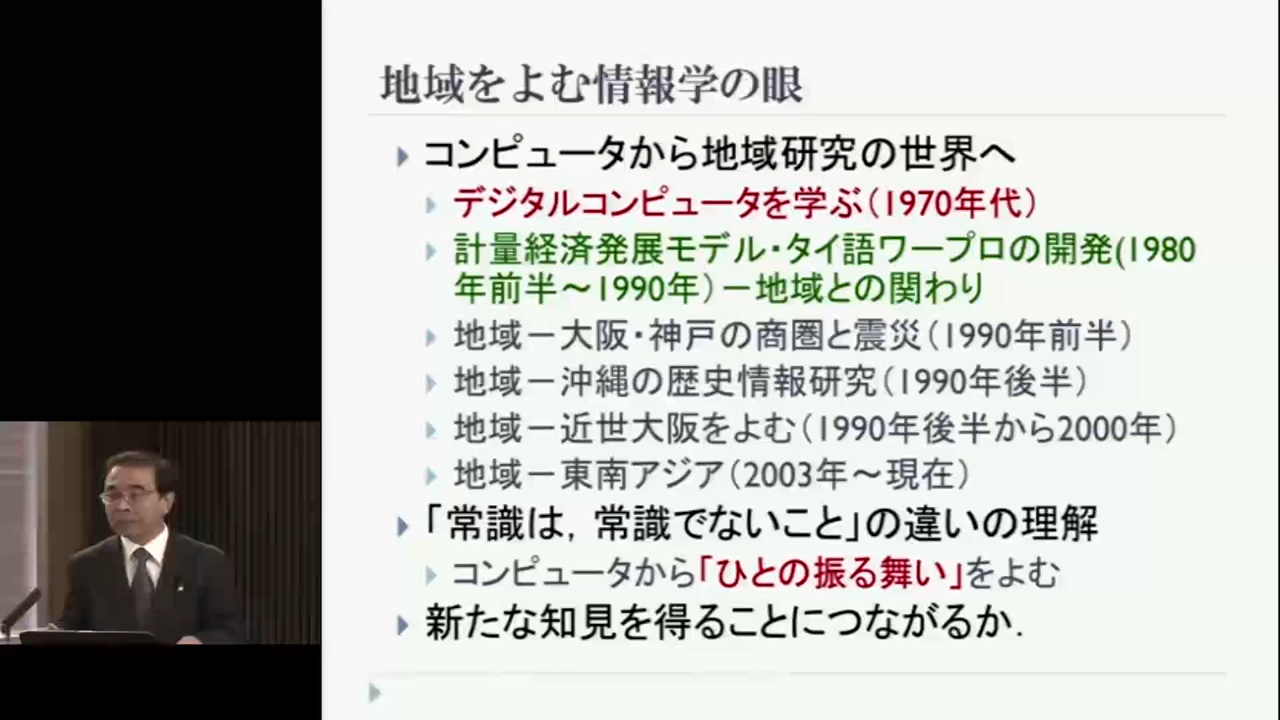 地域をよむ情報学の眼
コンピュータから地域研究の世界へ
デジタルコンピュータを学ぶ（1970年代）
計量経済発展モデル・タイ語ワープロの開発(1980
年前半～1990年）－地域との関わり
地域－大阪・神戸の商圏と震災（1990年前半）
地域－沖縄の歴史情報研究（1990年後半）
地域－近世大阪をよむ（1990年後半から2000年）
地域－東南アジア（2003年～現在）
「常識は，常識でないこと」の違いの理解
コンピュータから「ひとの振る舞い」をよむ
新たな知見を得ることにつながるか．